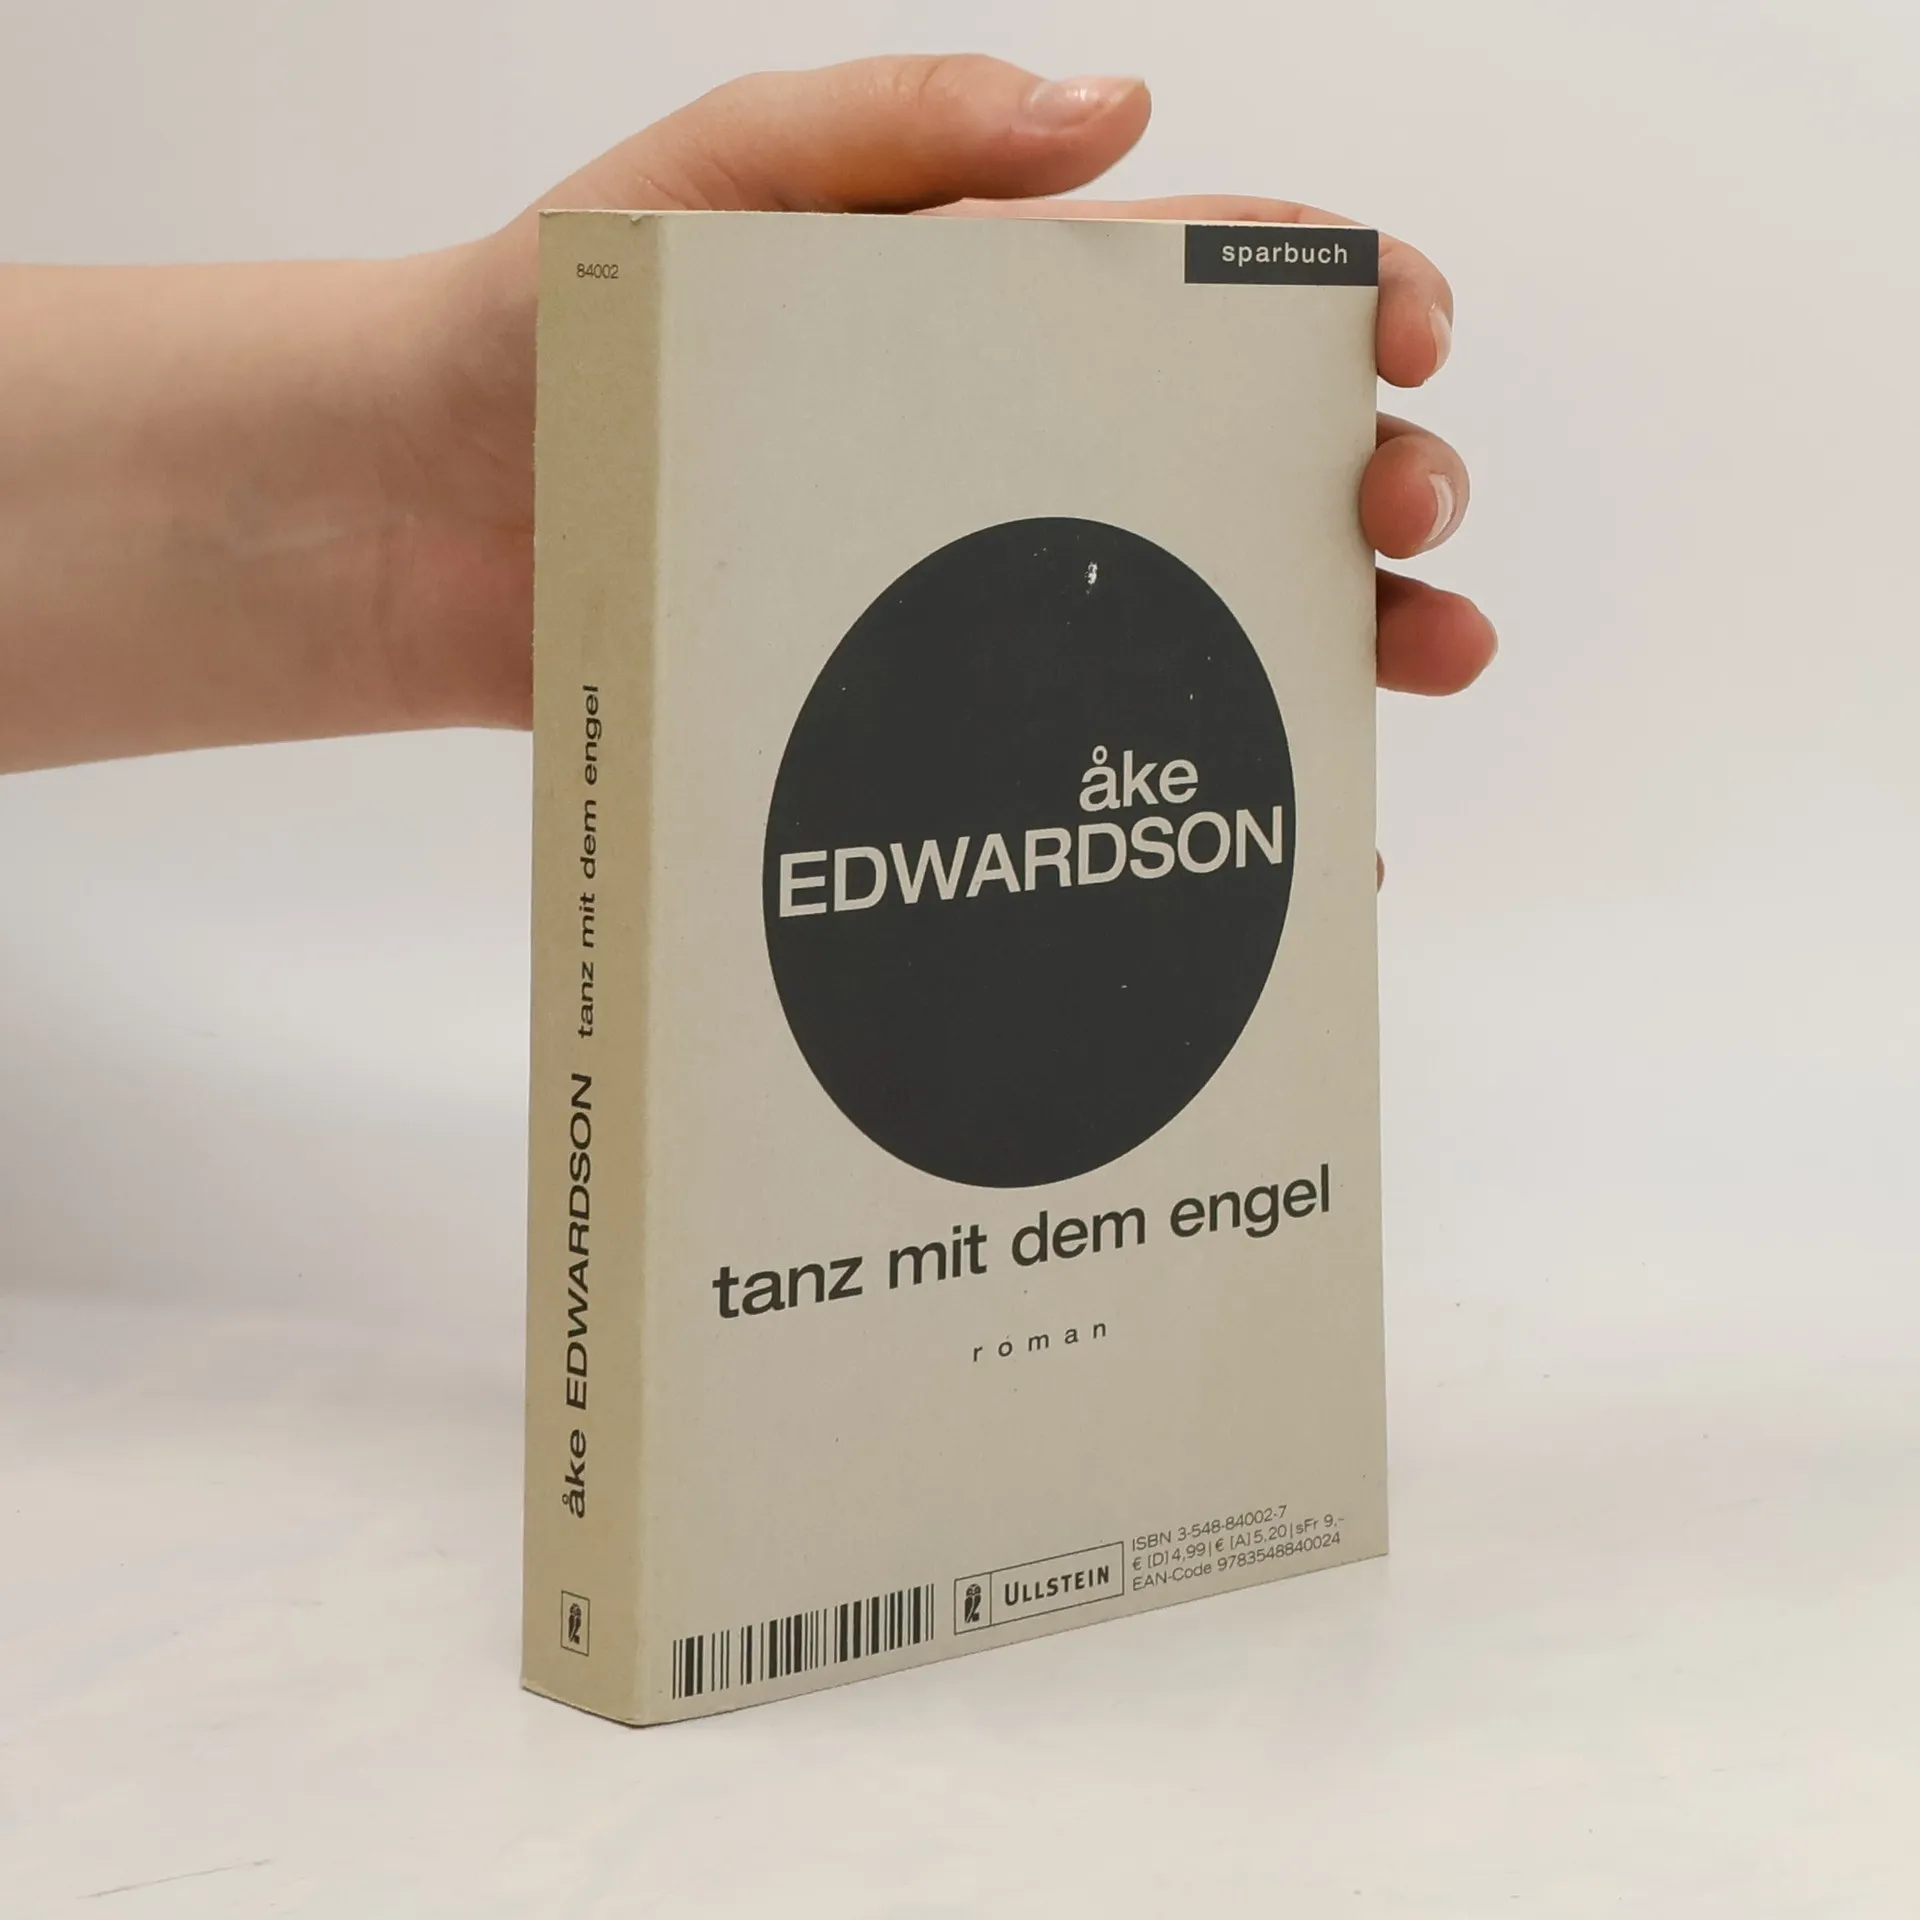 84002
åke EDWARDSON tanz mit dem engel
sparbuch
åke
EDWARDSON
tanz mit dem engel
roman
ULLSTEIN
ISBN 3-548-84002-7
€ [D] 4,99 | € [A] 5,20 | sFr 9,-
EAN-Code 9783548840024